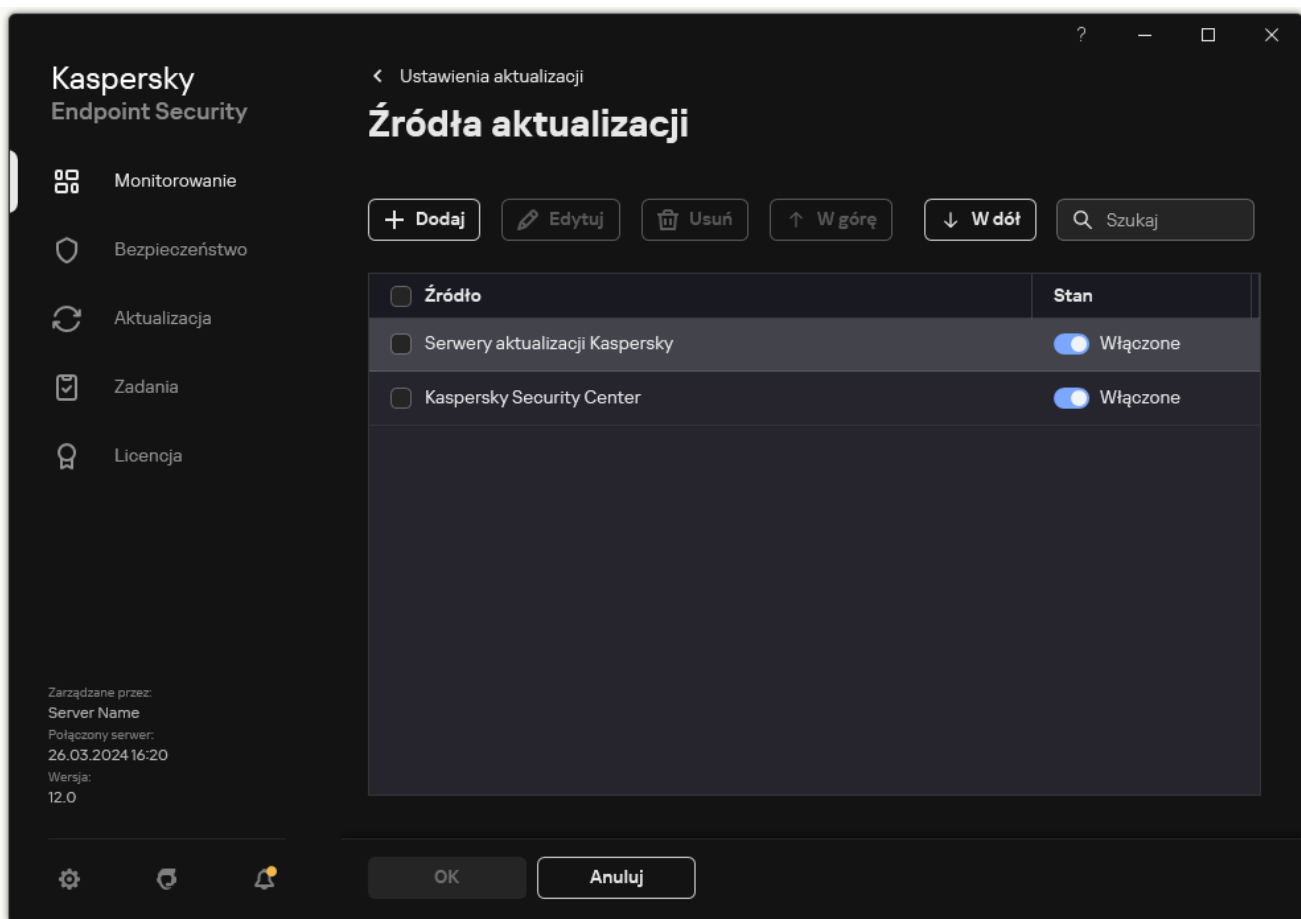 ?
Kaspersky
Endpoint Security
Monitorowanie
Bezpieczeństwo
Aktualizacja
Zadania
Licencja
Zarządzane przez:
Server Name
Połączony serwer:
26.03.2024 16:20
Wersja:
12.0
Ustawienia aktualizacji
Źródła aktualizacji
Dodaj Edytuj Usuń W górę W dół Szukaj
Źródło Stan
Serwery aktualizacji Kaspersky Włączone
Kaspersky Security Center Włączone
OK Anuluj